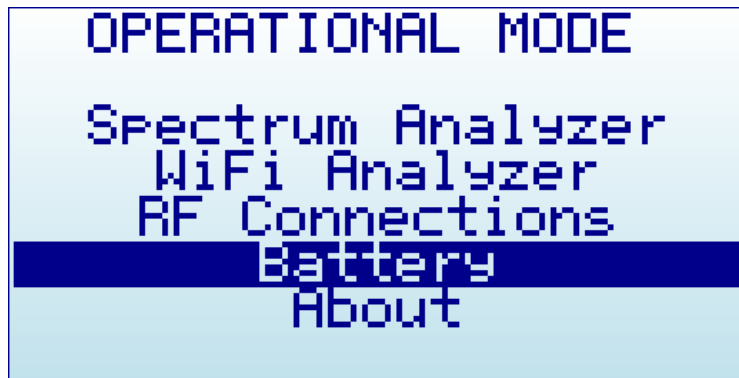 OPERATIONAL MODE
Spectrum Analyzer
WiFi Analyzer
RF Connections
Battery
About